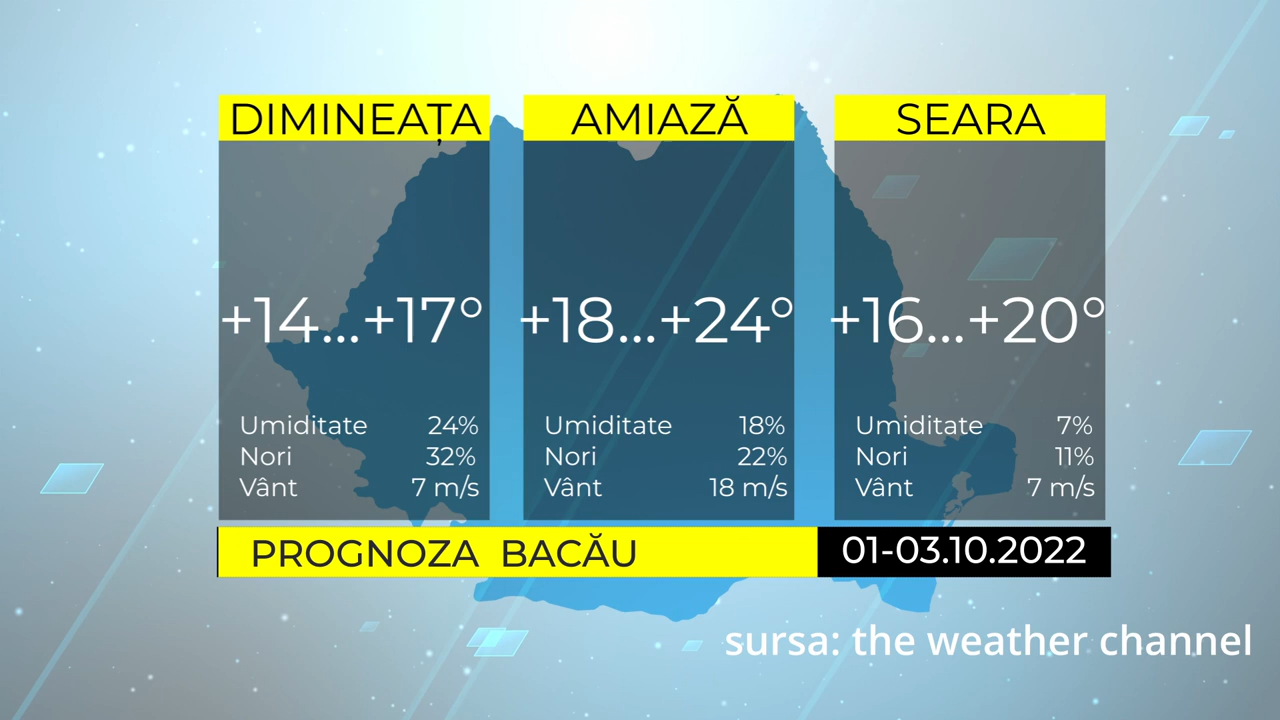 DIMINEAȚA
+14...+17°
Umiditate 24%
Nori 32%
Vânt 7 m/s
AMIAZĂ
+18...+24°
Umiditate 18%
Nori 22%
Vânt 18 m/s
SEARA
+16...+20°
Umiditate 7%
Nori 11%
Vânt 7 m/s
PROGNOZA BACĂU
01-03.10.2022
sursa: the weather channel